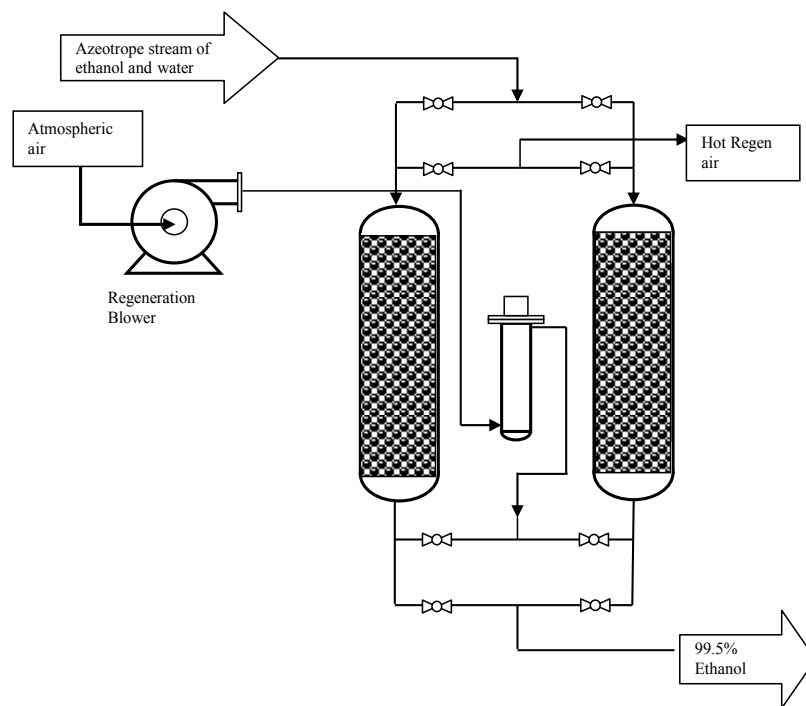 Azeotrope stream of
ethanol and water
Atmospheric
air
Hot Regen
air
Regeneration
Blower
99.5%
Ethanol